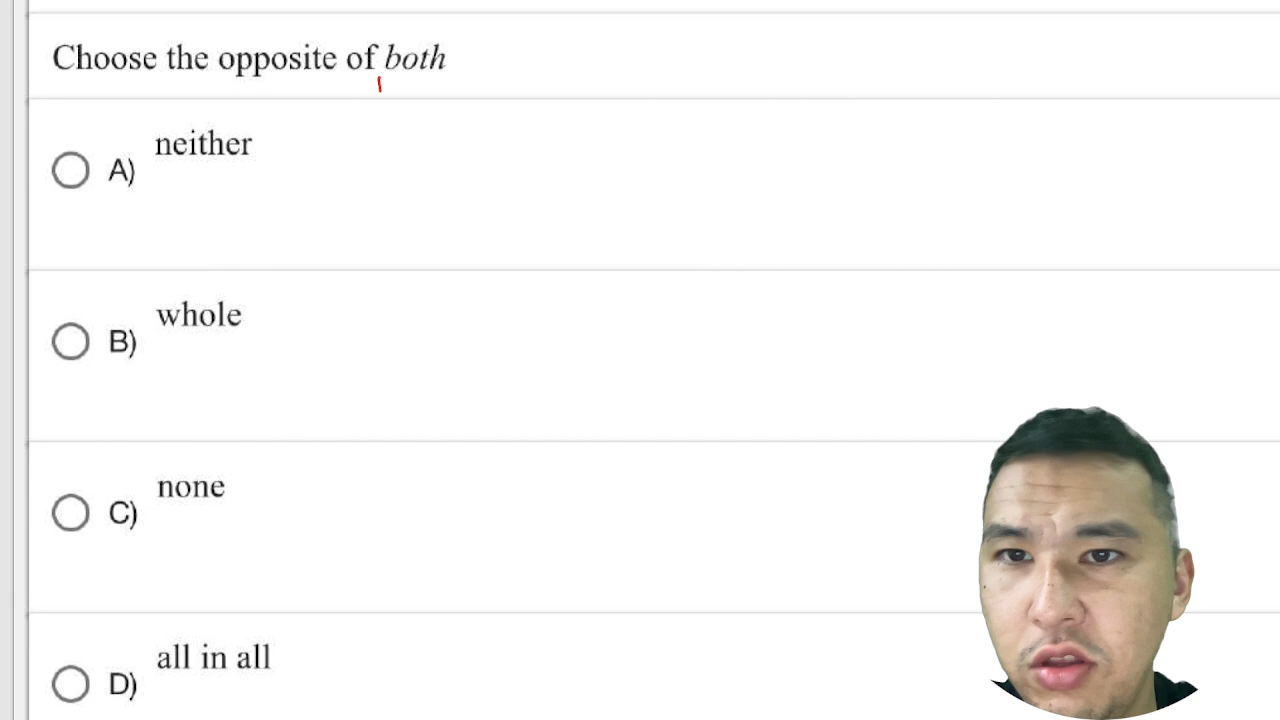 Choose the opposite of both
A) neither
B) whole
C) none
D) all in all